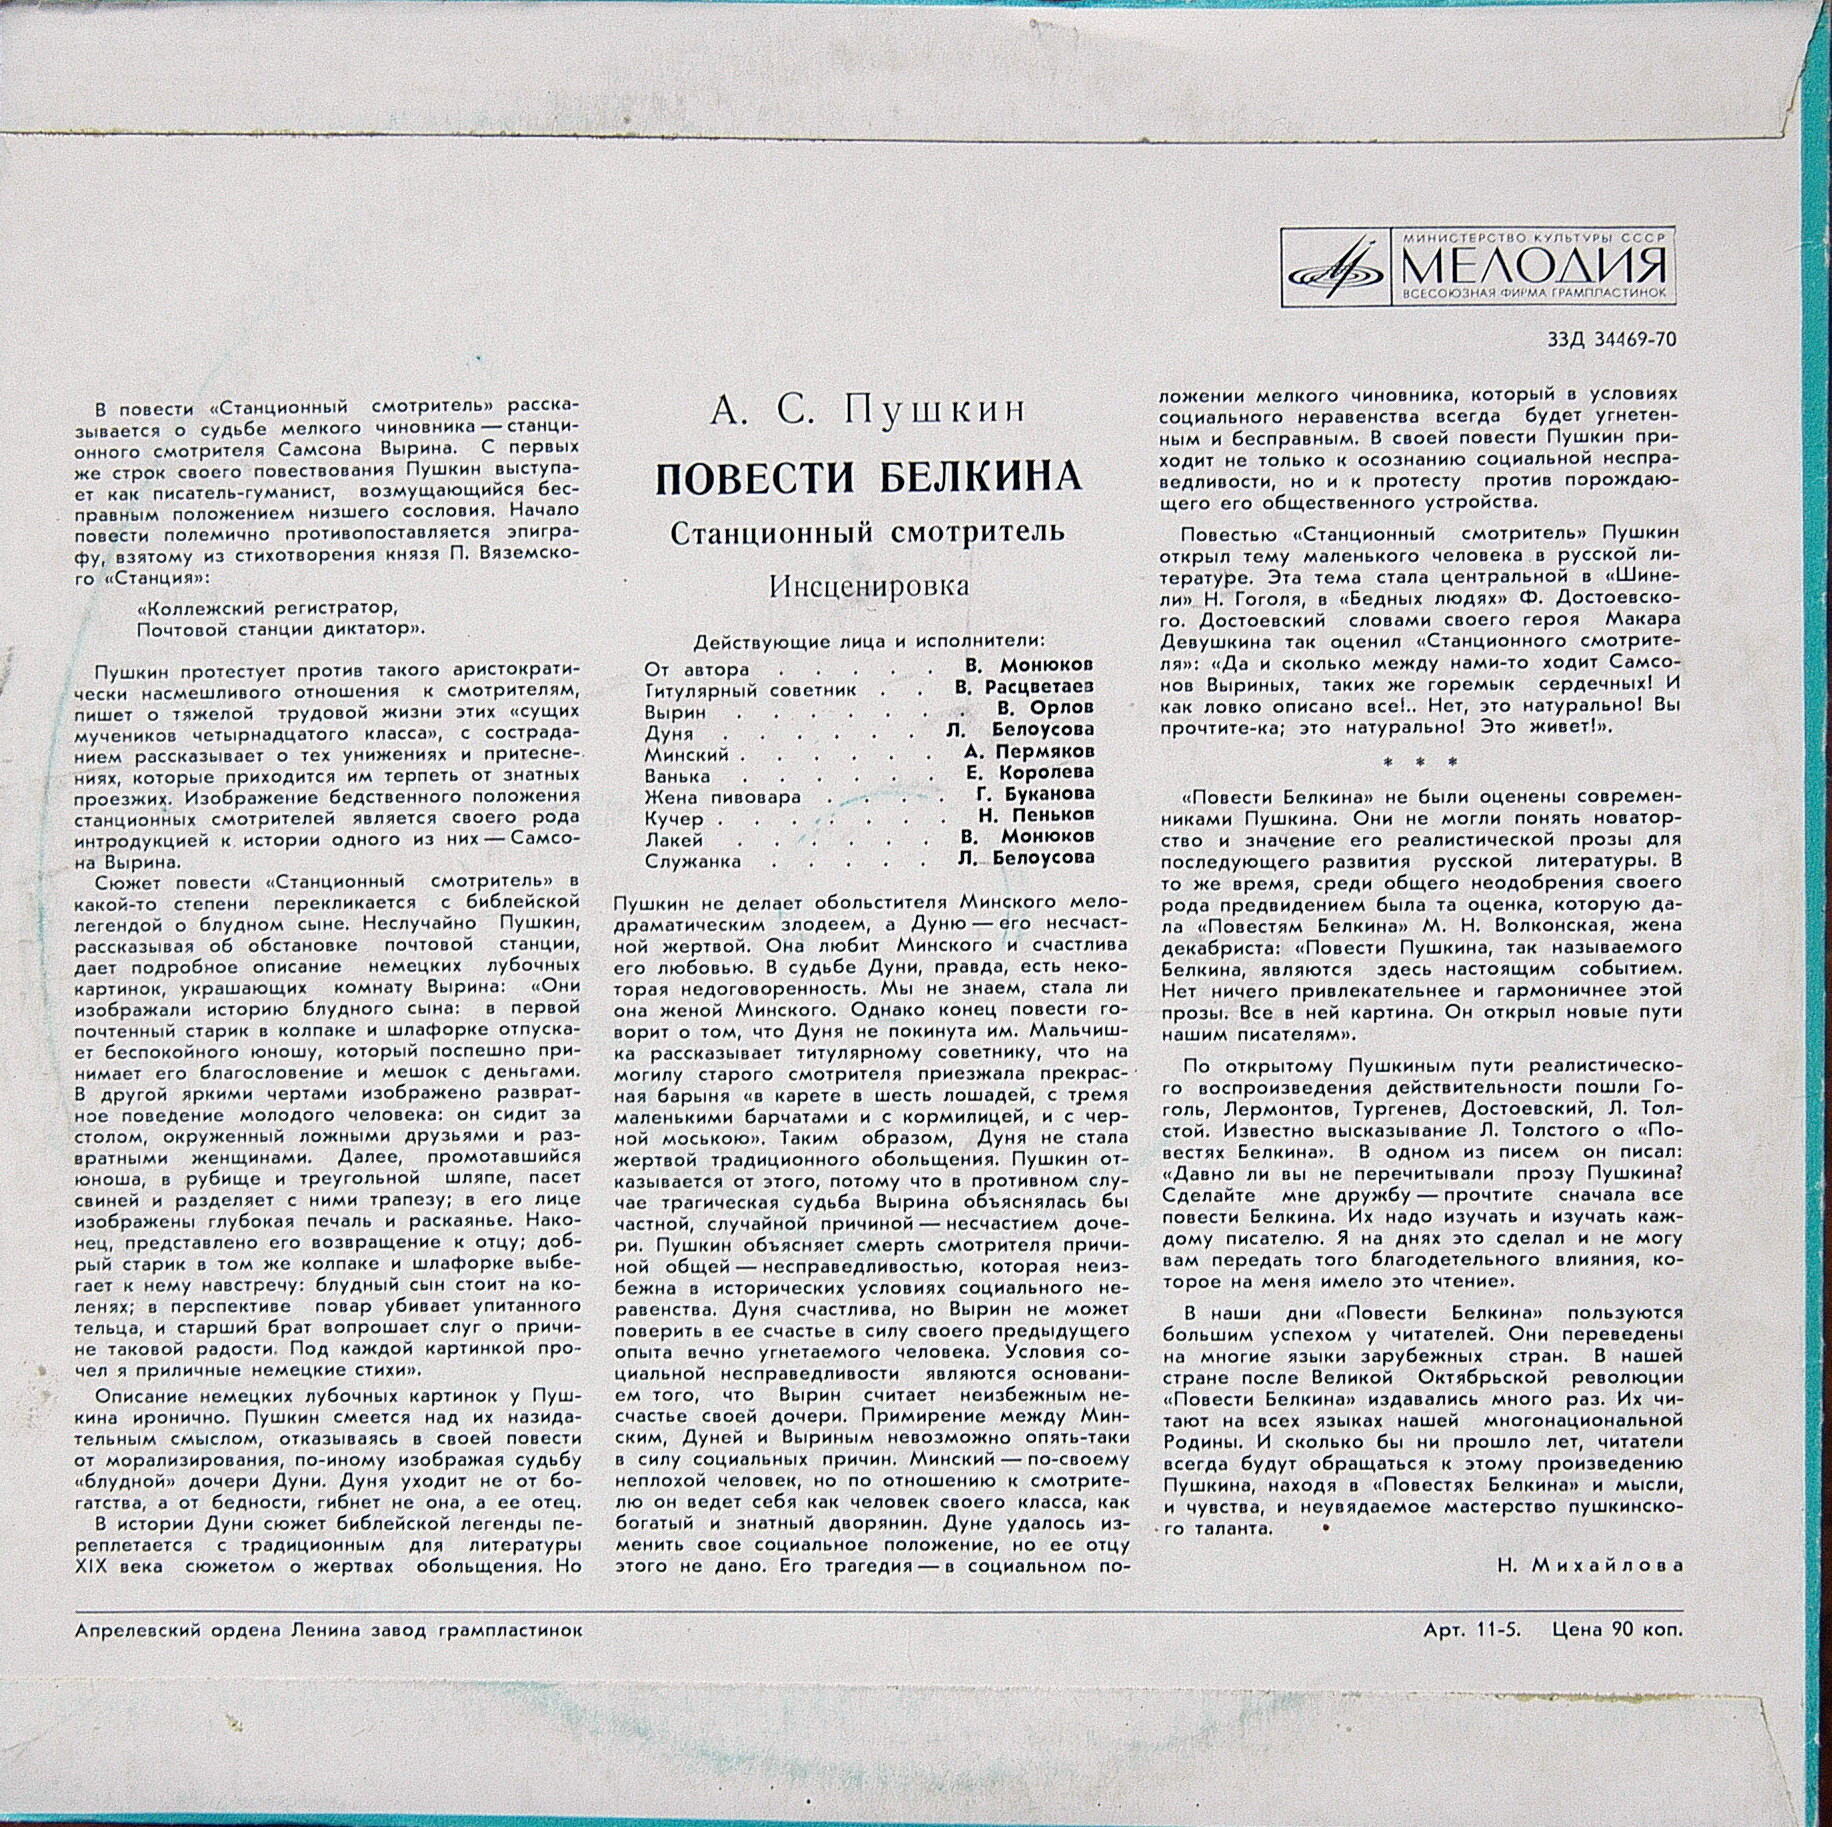 МИНИСТЕРСТВО КУЛЬТУРЫ СССР
МЕЛОДИЯ
ВСЕСОЮЗНАЯ ФИРМА ГРАМПЛАСТИНОК
33Д 34469-70
В повести «Станционный смотритель» расска-
зывается о судьбе мелкого чиновника — станци-
онного смотрителя Самсона Вырина. С первых
же строк своего повествования Пушкин выступа-
ет как писатель-гуманист, возмущающийся бес-
правным положением низшего сословия. Начало
повести полемично противопоставляется эпигра-
фу, взятому из стихотворения князя П. Вяземско-
го «Станция»:
«Коллежский регистратор,
Почтовой станции диктатор».
Пушкин протестует против такого аристократи-
чески насмешливого отношения к смотрителям,
пишет о тяжелой трудовой жизни этих «сущих
мучеников четырнадцатого класса», с сострада-
нием рассказывает о тех унижениях и притесне-
ниях, которые приходится им терпеть от знатных
проезжих. Изображение бедственного положения
станционных смотрителей является своего рода
интродукцией к истории одного из них — Самсо-
на Вырина.
Сюжет повести «Станционный смотритель» в
какой-то степени перекликается с библейской
легендой о блудном сыне. Неслучайно Пушкин,
рассказывая об обстановке почтовой станции,
дает подробное описание немецких лубочных
картинок, украшающих комнату Вырина: «Они
изображали историю блудного сына: в первой
почтенный старик в колпаке и шлафорке отпуска-
ет беспокойного юношу, который поспешно при-
нимает его благословение и мешок с деньгами.
В другой яркими чертами изображено разврат-
ное поведение молодого человека: он сидит за
столом, окруженный ложными друзьями и раз-
вратными женщинами. Далее, промотавшийся
юноша, в рубище и треугольной шляпе, пасет
свиней и разделяет с ними трапезу; в его лице
изображены глубокая печаль и раскаянье. Нако-
нец, представлено его возвращение к отцу; доб-
рый старик в том же колпаке и шлафорке выбе-
гает к нему навстречу: блудный сын стоит на ко-
ленях; в перспективе повар убивает упитанного
тельца, и старший брат вопрошает слуг о причи-
не таковой радости. Под каждой картинкой про-
чел я приличные немецкие стихи».
Описание немецких лубочных картинок у Пуш-
кина иронично. Пушкин смеется над их назида-
тельным смыслом, отказываясь в своей повести
от морализирования, по-иному изображая судьбу
«блудной» дочери Дуни. Дуня уходит не от бо-
гатства, а от бедности, гибнет не она, а ее отец.
В истории Дуни сюжет библейской легенды пе-
реплетается с традиционным для литературы
XIX века сюжетом о жертвах обольщения. Но
А. С. Пушкин
ПОВЕСТИ БЕЛКИНА
Станционный смотритель
Инсценировка
Действующие лица и исполнители:
От автора . . . . . В. Монюков
Титулярный советник . . В. Расцветаев
Вырин . . . . . . . В. Орлов
Дуня . . . . . . Л. Белоусова
Минский . . . . . . А. Пермяков
Ванька . . . . . . Е. Королева
Жена пивовара . . . . Г. Буканова
Кучер . . . . . . . Н. Пеньков
Лакей . . . . . . В. Монюков
Служанка . . . . . Л. Белоусова
Пушкин не делает обольстителя Минского мело-
драматическим злодеем, а Дуню — его несчаст-
ной жертвой. Она любит Минского и счастлива
его любовью. В судьбе Дуни, правда, есть неко-
торая недоговоренность. Мы не знаем, стала ли
она женой Минского. Однако конец повести го-
ворит о том, что Дуня не покинута им. Мальчиш-
ка рассказывает титулярному советнику, что на
могилу старого смотрителя приезжала прекрас-
ная барыня «в карете в шесть лошадей, с тремя
маленькими барчатами и с кормилицей, и с чер-
ной моською». Таким образом, Дуня не стала
жертвой традиционного обольщения. Пушкин от-
казывается от этого, потому что в противном слу-
чае трагическая судьба Вырина объяснялась бы
частной, случайной причиной — несчастием доче-
ри. Пушкин объясняет смерть смотрителя причи-
ной общей — несправедливостью, которая неиз-
бежна в исторических условиях социального не-
равенства. Дуня счастлива, но Вырин не может
поверить в ее счастье в силу своего предыдущего
опыта вечно угнетаемого человека. Условия со-
циальной несправедливости являются основани-
ем того, что Вырин считает неизбежным не-
счастье своей дочери. Примирение между Мин-
ским, Дуней и Выриным невозможно опять-таки
в силу социальных причин. Минский — по-своему
неплохой человек, но по отношению к смотрите-
лю он ведет себя как человек своего класса, как
богатый и знатный дворянин. Дуне удалось из-
менить свое социальное положение, но ее отцу
этого не дано. Его трагедия — в социальном по-
ложении мелкого чиновника, который в условиях
социального неравенства всегда будет угнетен-
ным и бесправным. В своей повести Пушкин при-
ходит не только к осознанию социальной неспра-
ведливости, но и к протесту против порождаю-
щего его общественного устройства.
Повестью «Станционный смотритель» Пушкин
открыл тему маленького человека в русской ли-
тературе. Эта тема стала центральной в «Шине-
ли» Н. Гоголя, в «Бедных людях» Ф. Достоевско-
го. Достоевский словами своего героя Макара
Девушкина так оценил «Станционного смотрите-
ля»: «Да и сколько между нами-то ходит Самсо-
нов Выриных, таких же горемык сердечных! И
как ловко описано все!.. Нет, это натурально! Вы
прочтите-ка; это натурально! Это живет!».
* * *
«Повести Белкина» не были оценены современ-
никами Пушкина. Они не могли понять новатор-
ство и значение его реалистической прозы для
последующего развития русской литературы. В
то же время, среди общего неодобрения своего
рода предвидением была та оценка, которую да-
ла «Повестям Белкина» М. Н. Волконская, жена
декабриста: «Повести Пушкина, так называемого
Белкина, являются здесь настоящим событием.
Нет ничего привлекательнее и гармоничнее этой
прозы. Все в ней картина. Он открыл новые пути
нашим писателям».
По открытому Пушкиным пути реалистическо-
го воспроизведения действительности пошли Го-
голь, Лермонтов, Тургенев, Достоевский, Л. Тол-
стой. Известно высказывание Л. Толстого о «По-
вестях Белкина». В одном из писем он писал:
«Давно ли вы не перечитывали прозу Пушкина?
Сделайте мне дружбу — прочтите сначала все
повести Белкина. Их надо изучать и изучать каж-
дому писателю. Я на днях это сделал и не могу
вам передать того благодетельного влияния, ко-
торое на меня имело это чтение».
В наши дни «Повести Белкина» пользуются
большим успехом у читателей. Они переведены
на многие языки зарубежных стран. В нашей
стране после Великой Октябрьской революции
«Повести Белкина» издавались много раз. Их чи-
тают на всех языках нашей многонациональной
Родины. И сколько бы ни прошло лет, читатели
всегда будут обращаться к этому произведению
Пушкина, находя в «Повестях Белкина» и мысли,
и чувства, и неувядаемое мастерство пушкинско-
го таланта.
Н. Михайлова
Апрелевский ордена Ленина завод грампластинок
Арт. 11-5. Цена 90 коп.